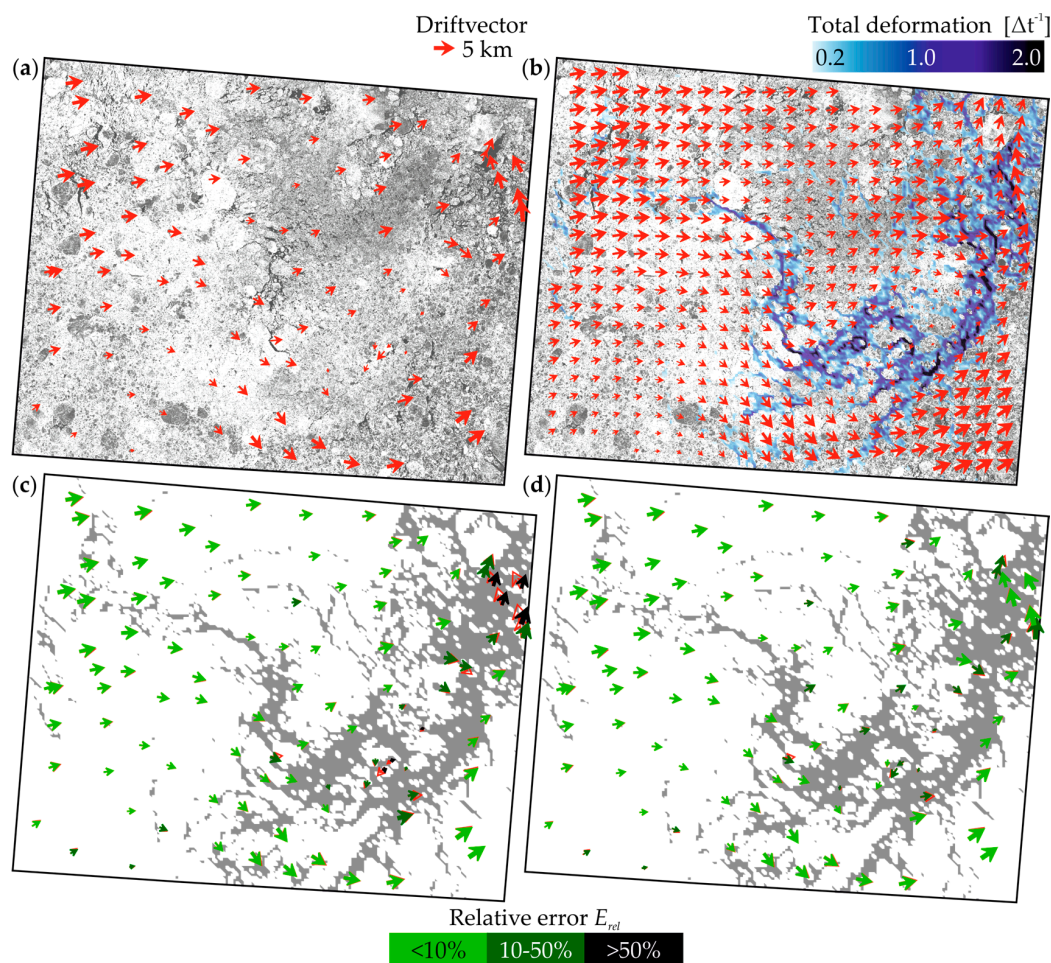 Driftvector
5 km
Total deformation [Δt⁻¹]
0.2 1.0 2.0
(a)
(b)
(c)
(d)
Relative error E_rel
<10% 10-50% >50%